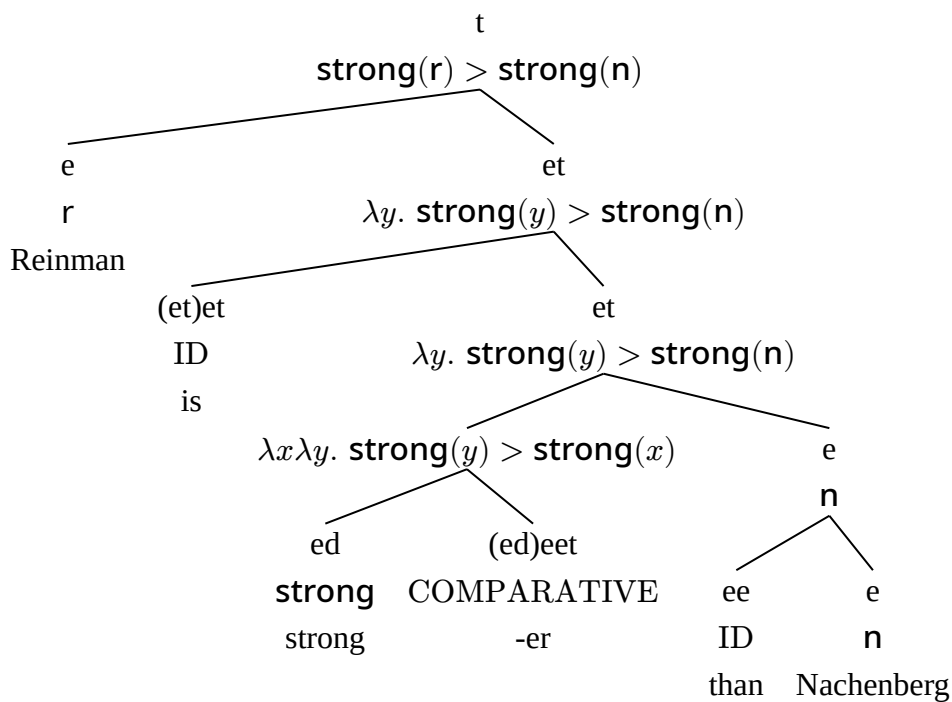 t
strong(r) > strong(n)
e et
r λy. strong(y) > strong(n)
Reinman
(et)et et
ID λy. strong(y) > strong(n)
is
λxλy. strong(y) > strong(x) e
n
ed (ed)eet ee e
strong COMPARATIVE ID n
strong -er than Nachenberg